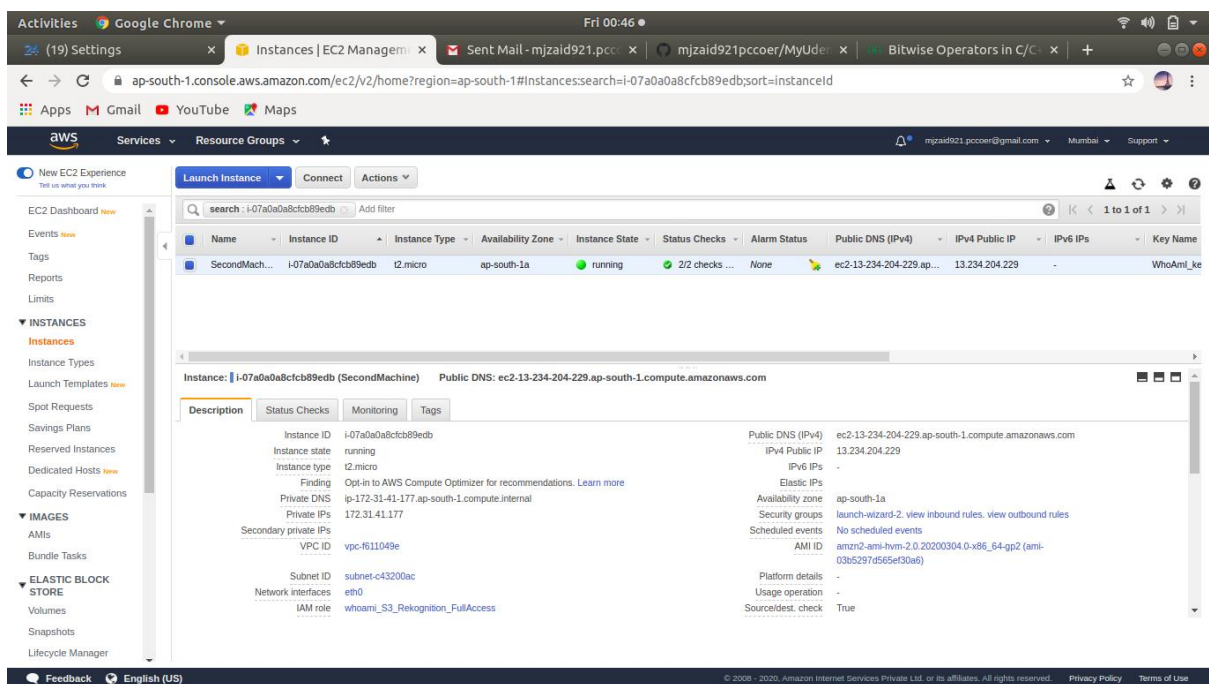 Activities Google Chrome Fri 00:46
(19) Settings Instances | EC2 Managem Sent Mail - mjzaid921.pcco mjzaid921pccoer/MyUder Bitwise Operators in C/C
ap-south-1.console.aws.amazon.com/ec2/v2/home?region=ap-south-1#Instances:search=i-07a0a0a8cfcb89edb;sort=instanceId
Apps Gmail YouTube Maps
aws Services Resource Groups mjzaid921.pccoer@gmail.com Mumbai Support
New EC2 Experience
Tell us what you think
Launch Instance Connect Actions
EC2 Dashboard New
Events New
Tags
Reports
Limits
INSTANCES
Instances
Instance Types
Launch Templates New
Spot Requests
Savings Plans
Reserved Instances
Dedicated Hosts New
Capacity Reservations
IMAGES
AMIs
Bundle Tasks
ELASTIC BLOCK
STORE
Volumes
Snapshots
Lifecycle Manager
search : i-07a0a0a8cfcb89edb Add filter 1 to 1 of 1
Name Instance ID Instance Type Availability Zone Instance State Status Checks Alarm Status Public DNS (IPv4) IPv4 Public IP IPv6 IPs Key Name
SecondMach... i-07a0a0a8cfcb89edb t2.micro ap-south-1a running 2/2 checks ... None ec2-13-234-204-229.ap... 13.234.204.229 - WhoAmI_ke
Instance: i-07a0a0a8cfcb89edb (SecondMachine) Public DNS: ec2-13-234-204-229.ap-south-1.compute.amazonaws.com
Description Status Checks Monitoring Tags
Instance ID i-07a0a0a8cfcb89edb
Instance state running
Instance type t2.micro
Finding Opt-in to AWS Compute Optimizer for recommendations. Learn more
Private DNS ip-172-31-41-177.ap-south-1.compute.internal
Private IPs 172.31.41.177
Secondary private IPs
VPC ID vpc-f611049e
Subnet ID subnet-c43200ac
Network interfaces eth0
IAM role whoami_S3_Rekognition_FullAccess
Public DNS (IPv4) ec2-13-234-204-229.ap-south-1.compute.amazonaws.com
IPv4 Public IP 13.234.204.229
IPv6 IPs -
Elastic IPs
Availability zone ap-south-1a
Security groups launch-wizard-2. view inbound rules. view outbound rules
Scheduled events No scheduled events
AMI ID amzn2-ami-hvm-2.0.20200304.0-x86_64-gp2 (ami-
03b5297d565ef30a6)
Platform details -
Usage operation -
Source/dest. check True
Feedback English (US) © 2008 - 2020, Amazon Internet Services Private Ltd. or its affiliates. All rights reserved. Privacy Policy Terms of Use